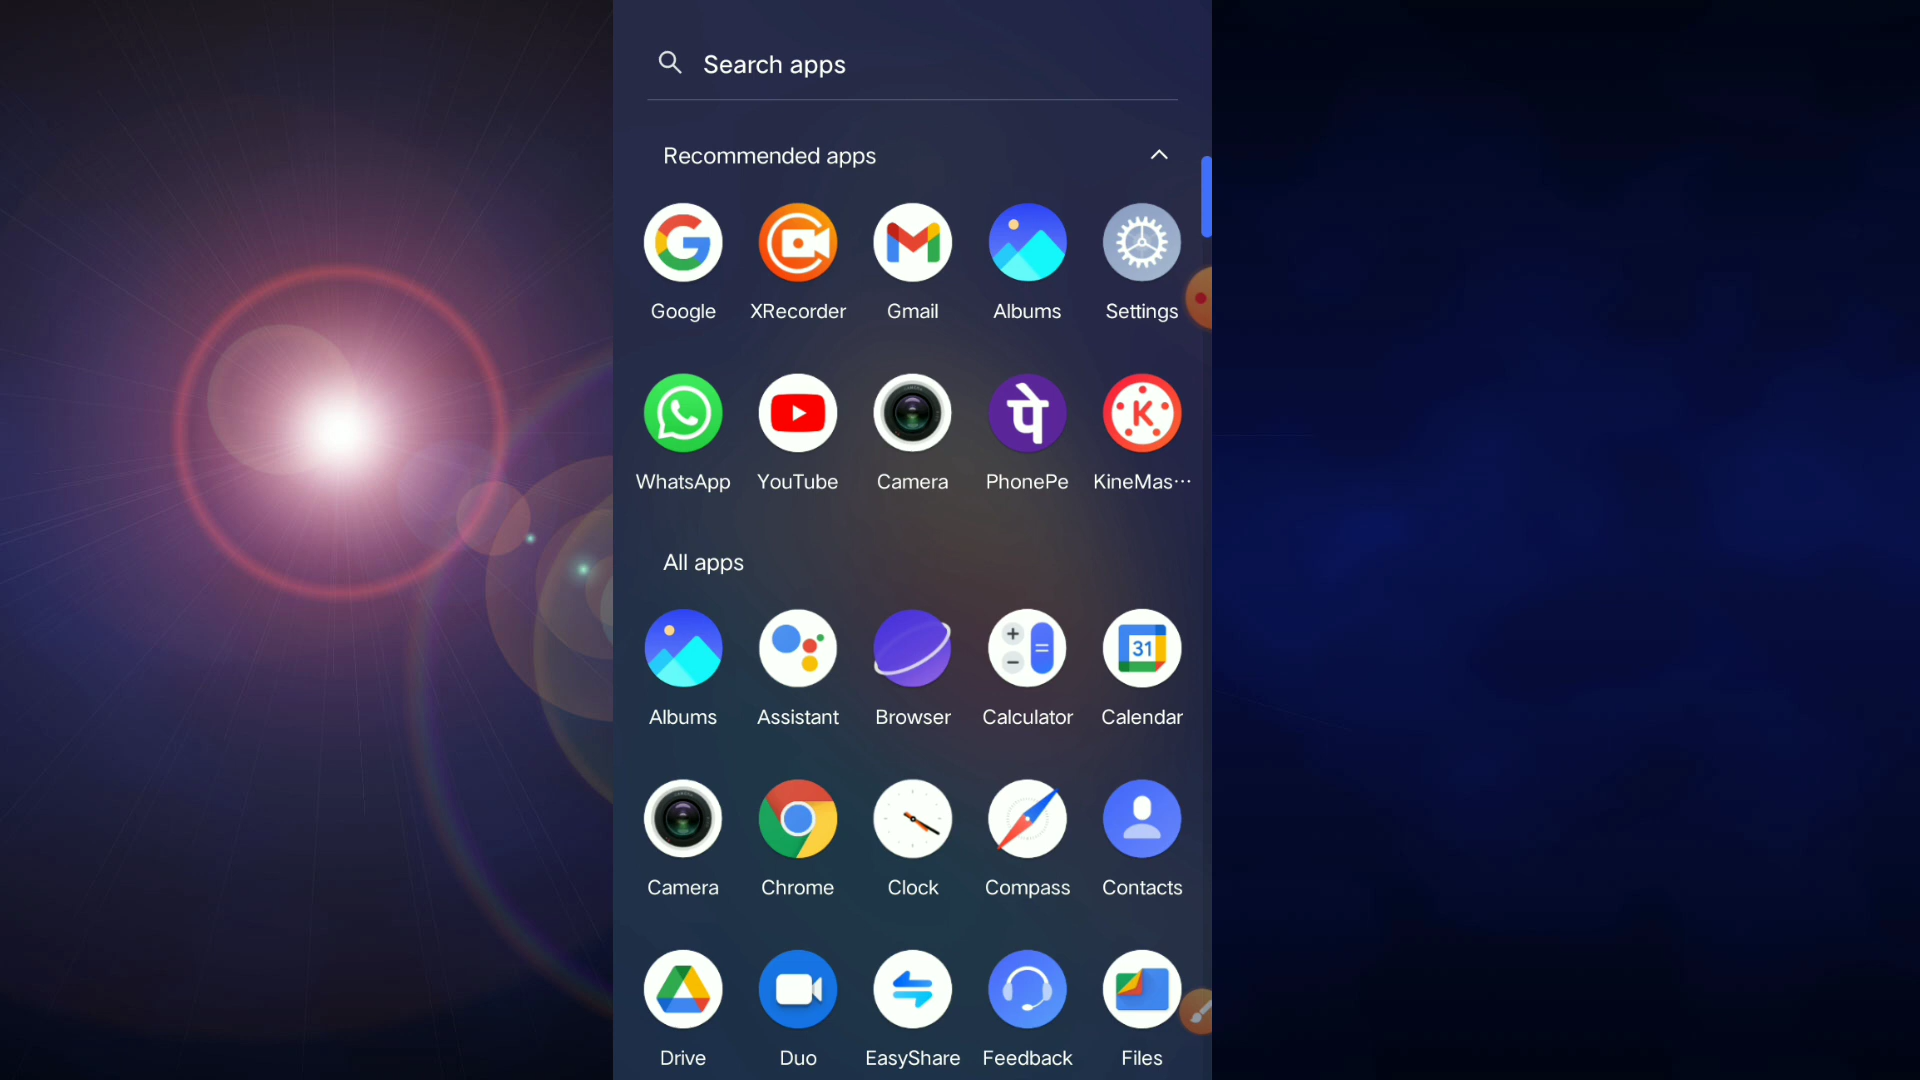 Search apps
Recommended apps
Google XRecorder Gmail Albums Settings
पे K
WhatsApp YouTube Camera PhonePe KineMas···
All apps
31
Albums Assistant Browser Calculator Calendar
Camera Chrome Clock Compass Contacts
Drive Duo EasyShare Feedback Files